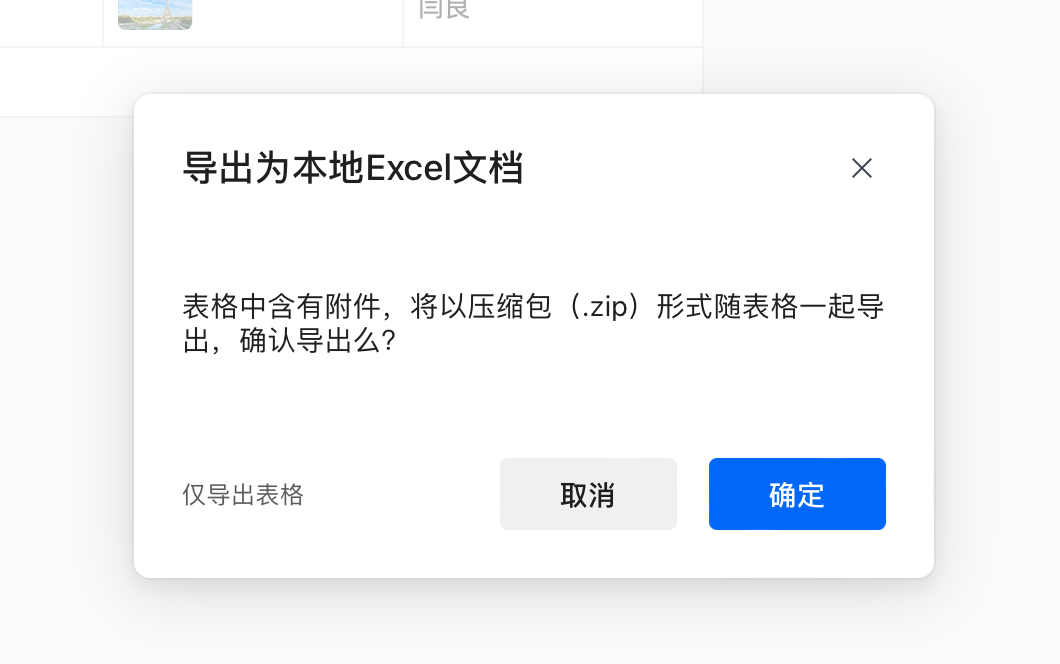 闫良
导出为本地Excel文档
表格中含有附件，将以压缩包（.zip）形式随表格一起导
出，确认导出么？
仅导出表格
取消
确定